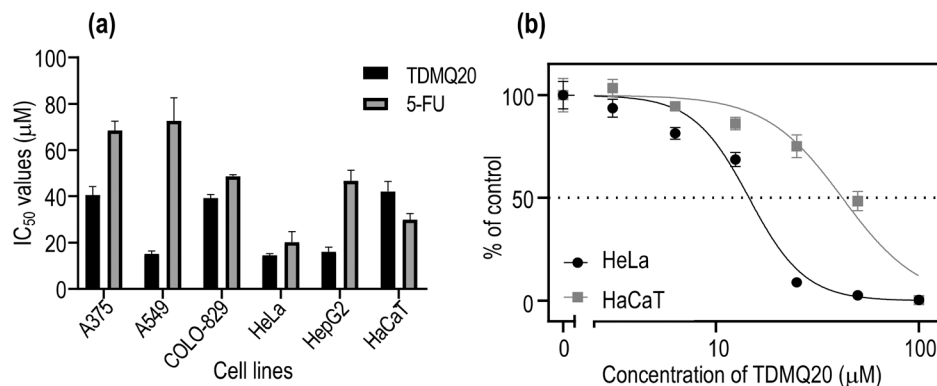 (a)
IC50 values (µM)
100
80
60
40
20
0
TDMQ20
5-FU
A375
A549
COLO-829
HeLa
HepG2
HaCaT
Cell lines
(b)
% of control
100
50
0
HeLa
HaCaT
0
10
100
Concentration of TDMQ20 (µM)